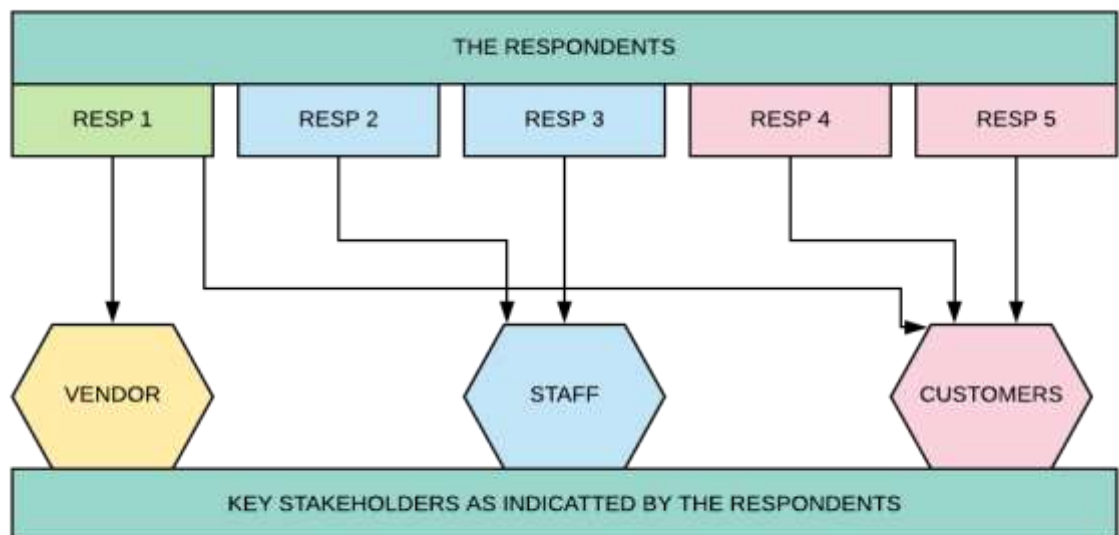 THE RESPONDENTS
RESP 1
RESP 2
RESP 3
RESP 4
RESP 5
VENDOR
STAFF
CUSTOMERS
KEY STAKEHOLDERS AS INDICATTED BY THE RESPONDENTS